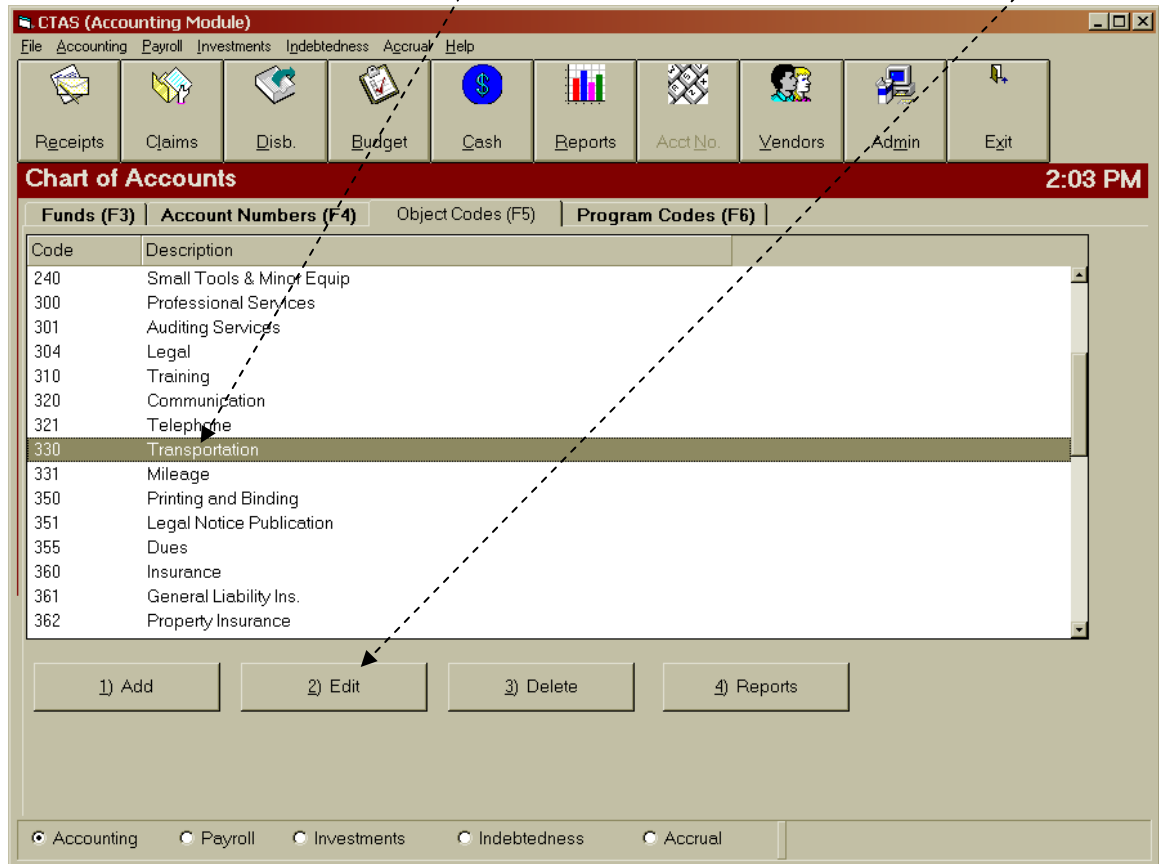 CTAS (Accounting Module)
File Accounting Payroll Investments Indebtedness Accrual Help
Receipts Claims Disb. Budget Cash Reports Acct No. Vendors Admin Exit
Chart of Accounts 2:03 PM
Funds (F3) Account Numbers (F4) Object Codes (F5) Program Codes (F6)
Code Description
240 Small Tools & Minor Equip
300 Professional Services
301 Auditing Services
304 Legal
310 Training
320 Communication
321 Telephone
330 Transportation
331 Mileage
350 Printing and Binding
351 Legal Notice Publication
355 Dues
360 Insurance
361 General Liability Ins.
362 Property Insurance
1) Add 2) Edit 3) Delete 4) Reports
Accounting Payroll Investments Indebtedness Accrual